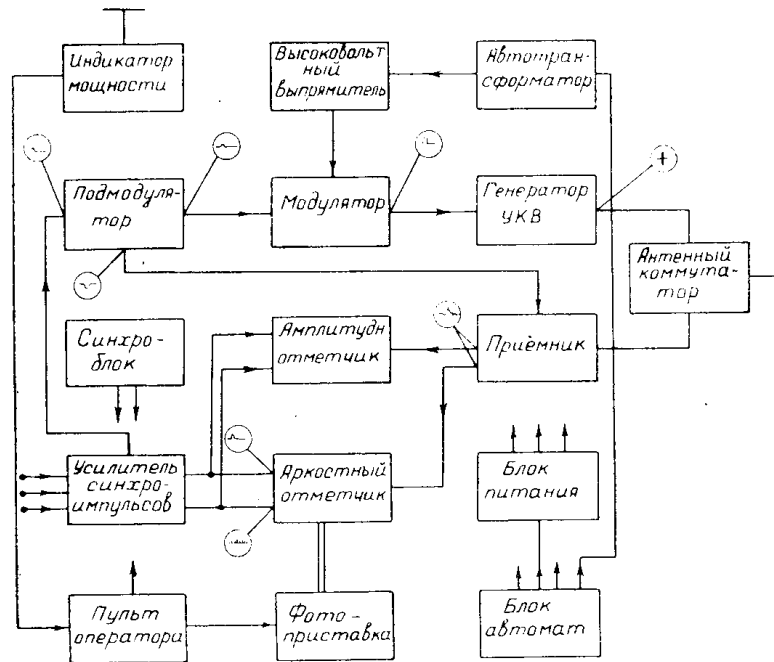 Индикатор
мощности
Высоковальт
ный
выпрямитель
Автотран-
сформатор
Подмодуля-
тор
Модулятор
Генератор
УКВ
Антенный
коммута-
тор
Синхро-
блок
Амплитудн
отметчик
Приёмник
Усилитель
синхро-
импульсов
Яркостный
отметчик
Блок
питания
Пульт
оператора
Фото-
приставка
Блок
автомат